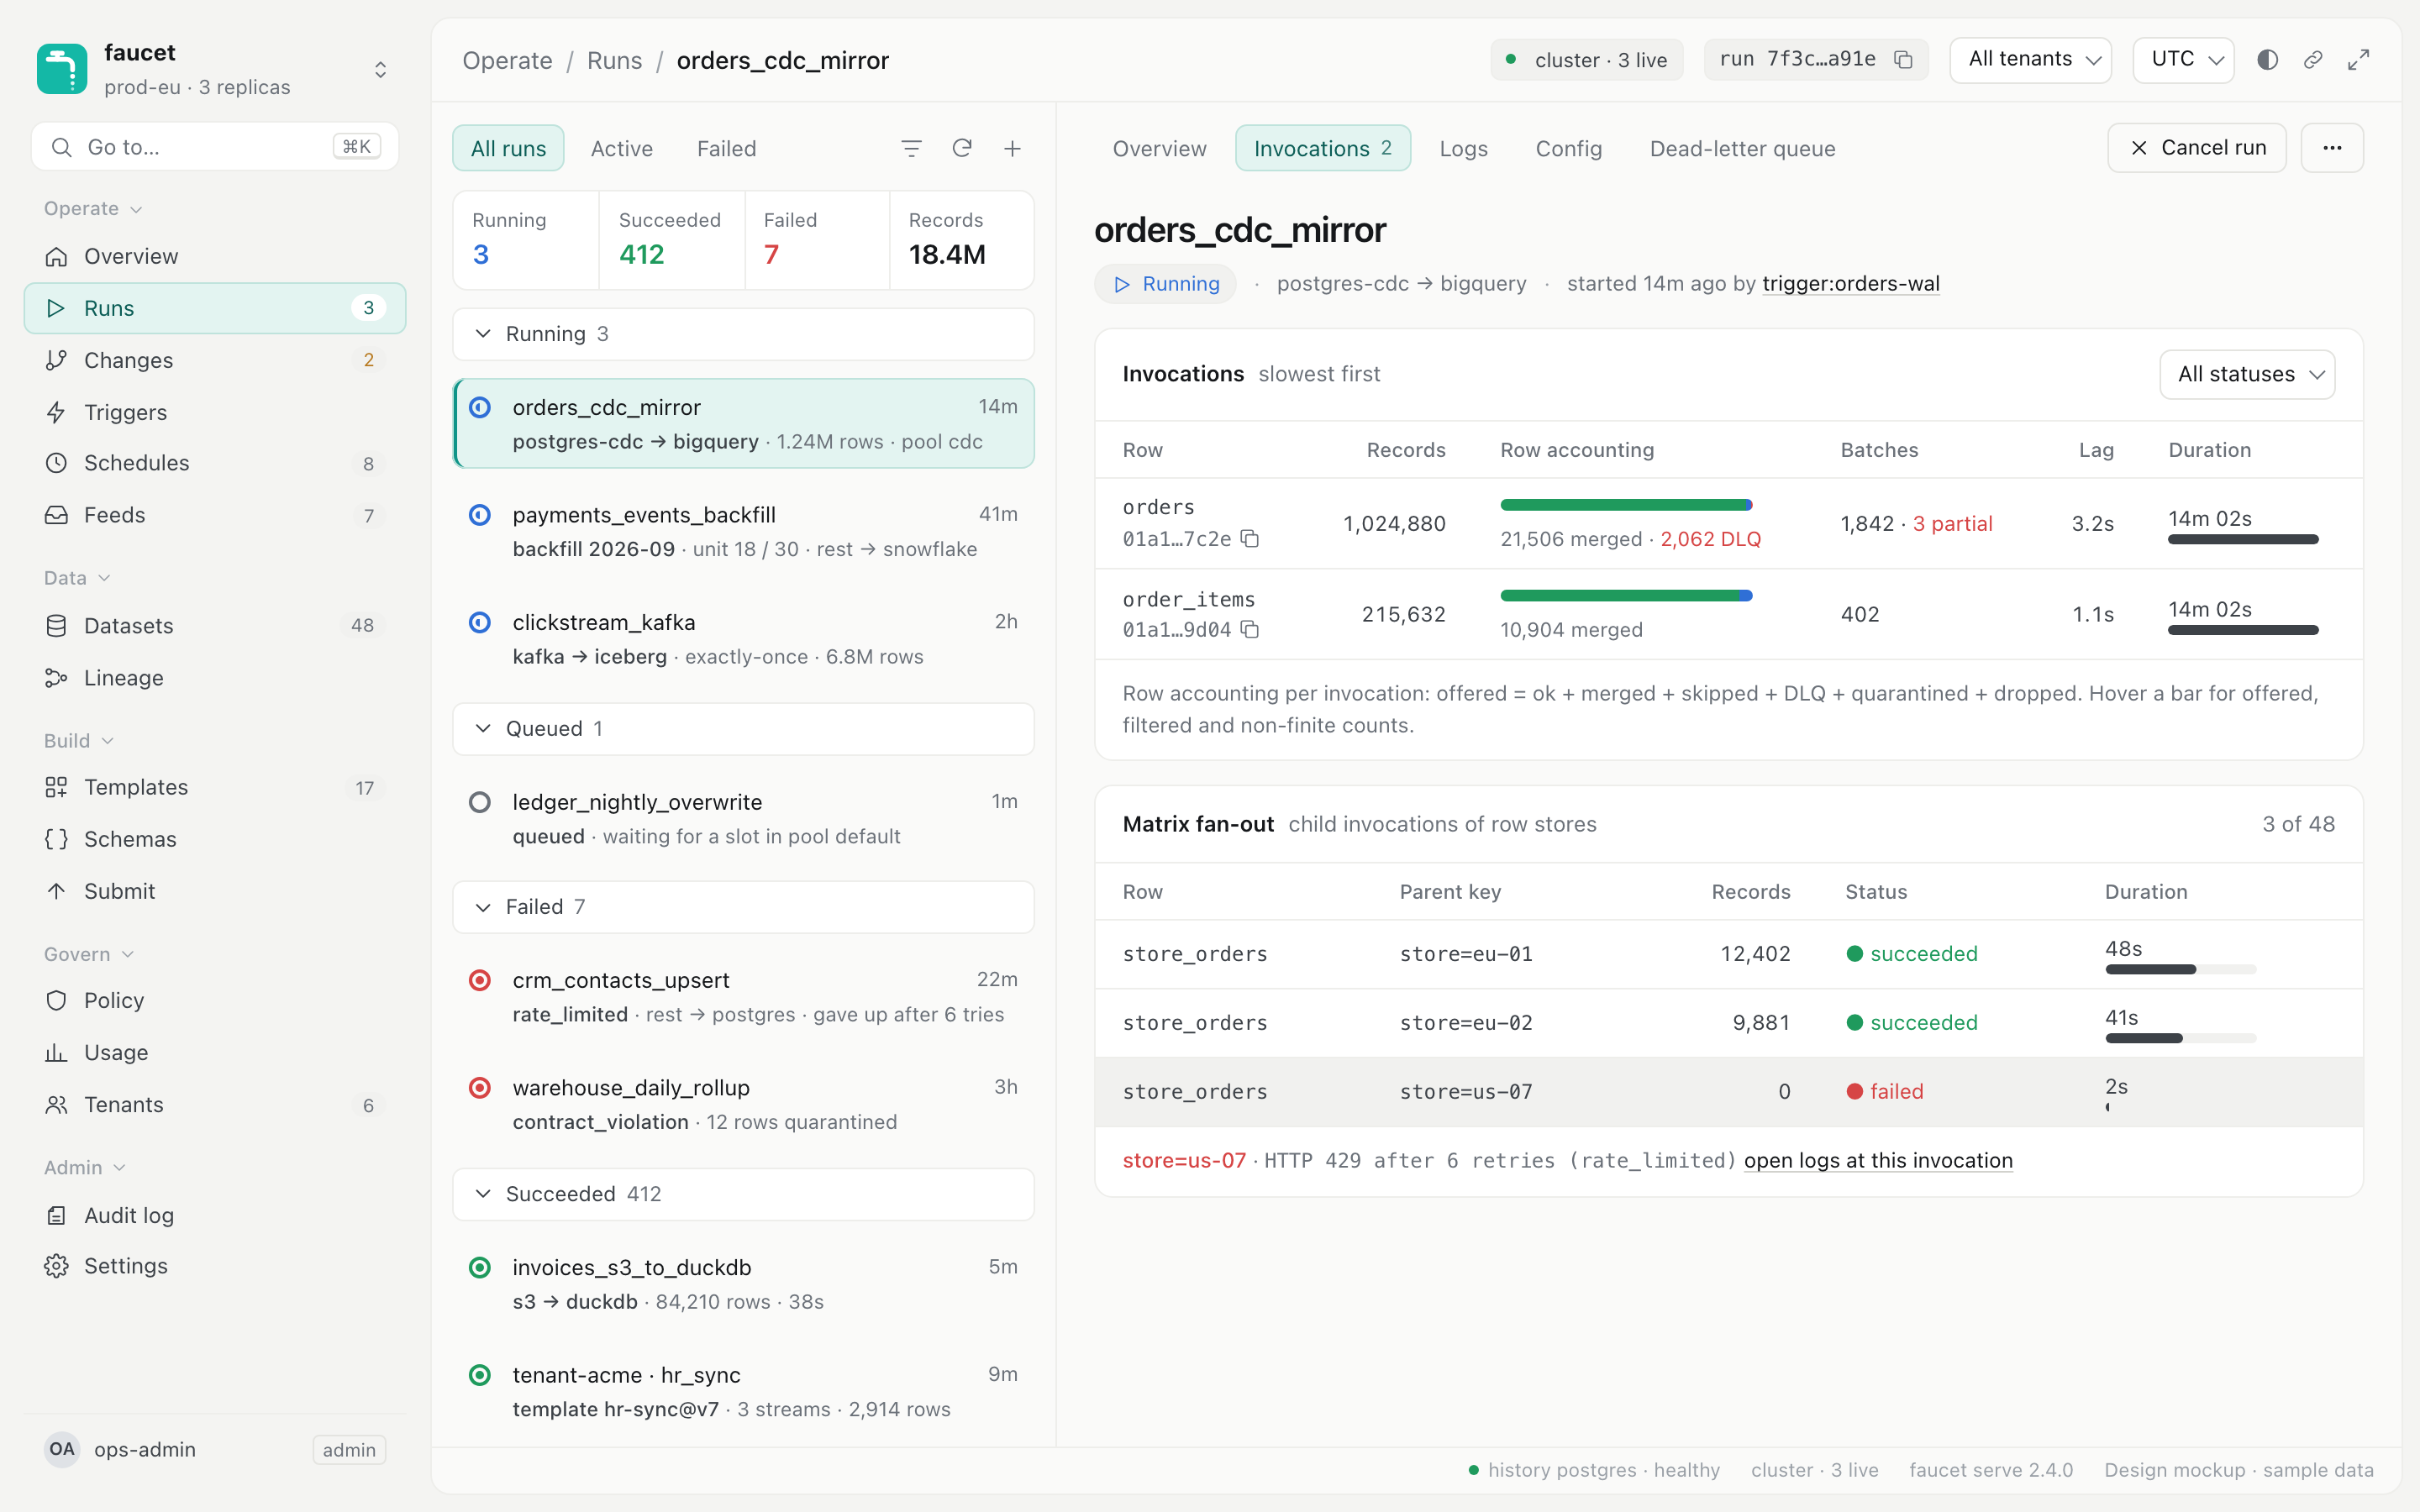 faucet
prod-eu · 3 replicas
Go to... ⌘K
Operate
Overview
Runs 3
Changes 2
Triggers
Schedules 8
Feeds 7
Data
Datasets 48
Lineage
Build
Templates 17
Schemas
Submit
Govern
Policy
Usage
Tenants 6
Admin
Audit log
Settings
OA ops-admin admin
Operate / Runs / orders_cdc_mirror
cluster · 3 live
run 7f3c…a91e
All tenants
UTC
All runs Active Failed
Running Succeeded Failed Records
3 412 7 18.4M
Running 3
orders_cdc_mirror 14m
postgres-cdc → bigquery · 1.24M rows · pool cdc
payments_events_backfill 41m
backfill 2026-09 · unit 18 / 30 · rest → snowflake
clickstream_kafka 2h
kafka → iceberg · exactly-once · 6.8M rows
Queued 1
ledger_nightly_overwrite 1m
queued · waiting for a slot in pool default
Failed 7
crm_contacts_upsert 22m
rate_limited · rest → postgres · gave up after 6 tries
warehouse_daily_rollup 3h
contract_violation · 12 rows quarantined
Succeeded 412
invoices_s3_to_duckdb 5m
s3 → duckdb · 84,210 rows · 38s
tenant-acme · hr_sync 9m
template hr-sync@v7 · 3 streams · 2,914 rows
Overview Invocations 2 Logs Config Dead-letter queue
Cancel run
orders_cdc_mirror
Running · postgres-cdc → bigquery · started 14m ago by trigger:orders-wal
Invocations slowest first All statuses
Row Records Row accounting Batches Lag Duration
orders 1,024,880 1,842 · 3 partial 3.2s 14m 02s
01a1…7c2e 21,506 merged · 2,062 DLQ
order_items 215,632 402 1.1s 14m 02s
01a1…9d04 10,904 merged
Row accounting per invocation: offered = ok + merged + skipped + DLQ + quarantined + dropped. Hover a bar for offered,
filtered and non-finite counts.
Matrix fan-out child invocations of row stores 3 of 48
Row Parent key Records Status Duration
store_orders store=eu-01 12,402 succeeded 48s
store_orders store=eu-02 9,881 succeeded 41s
store_orders store=us-07 0 failed 2s
store=us-07 · HTTP 429 after 6 retries (rate_limited) open logs at this invocation
history postgres · healthy cluster · 3 live faucet serve 2.4.0 Design mockup · sample data